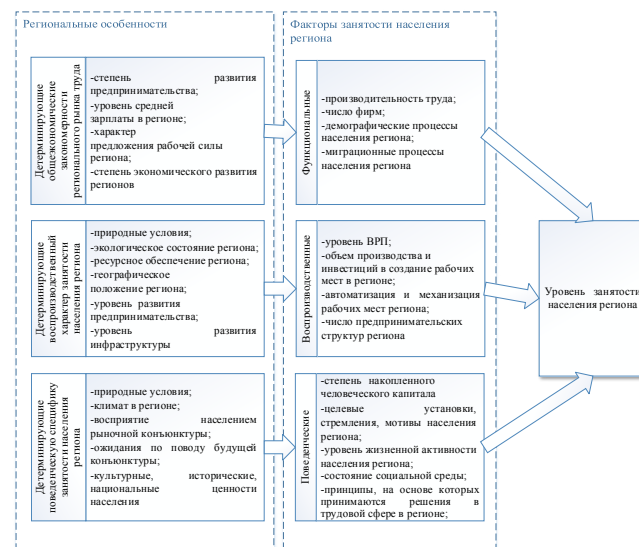 Региональные особенности
Факторы занятости населения
региона
Детерминирующие
общеэкономические
закономерности
регионального рынка труда
-степень развития
предпринимательства;
-уровень средней
зарплаты в регионе;
-характер
предложения рабочей силы
региона;
-степень экономического развития
регионов
Функциональные
-производительность труда;
-число фирм;
-демографические процессы
населения региона;
-миграционные процессы
населения региона
Детерминирующие
воспроизводственный
характер занятости
населения региона
-природные условия;
-экологическое состояние региона;
-ресурсное обеспечение региона;
-географическое
положение региона;
-уровень развития
предпринимательства;
-уровень развития
инфраструктуры
Воспроизводственные
-уровень ВРП;
-объем производства и
инвестиций в создание рабочих
мест в регионе;
-автоматизация и механизация
рабочих мест региона;
-число предпринимательских
структур региона
Уровень занятости
населения региона
Детерминирующие
поведенческую специфику
занятости населения
региона
-природные условия;
-климат в регионе;
-восприятие населением
рыночной конъюнктуры;
-ожидания по поводу будущей
конъюнктуры;
-культурные, исторические,
национальные ценности
населения
Поведенческие
-степень накопленного
человеческого капитала
-целевые установки,
стремления, мотивы населения
региона;
-уровень жизненной активности
населения региона;
-состояние социальной среды;
-принципы, на основе которых
принимаются решения в
трудовой сфере в регионе;